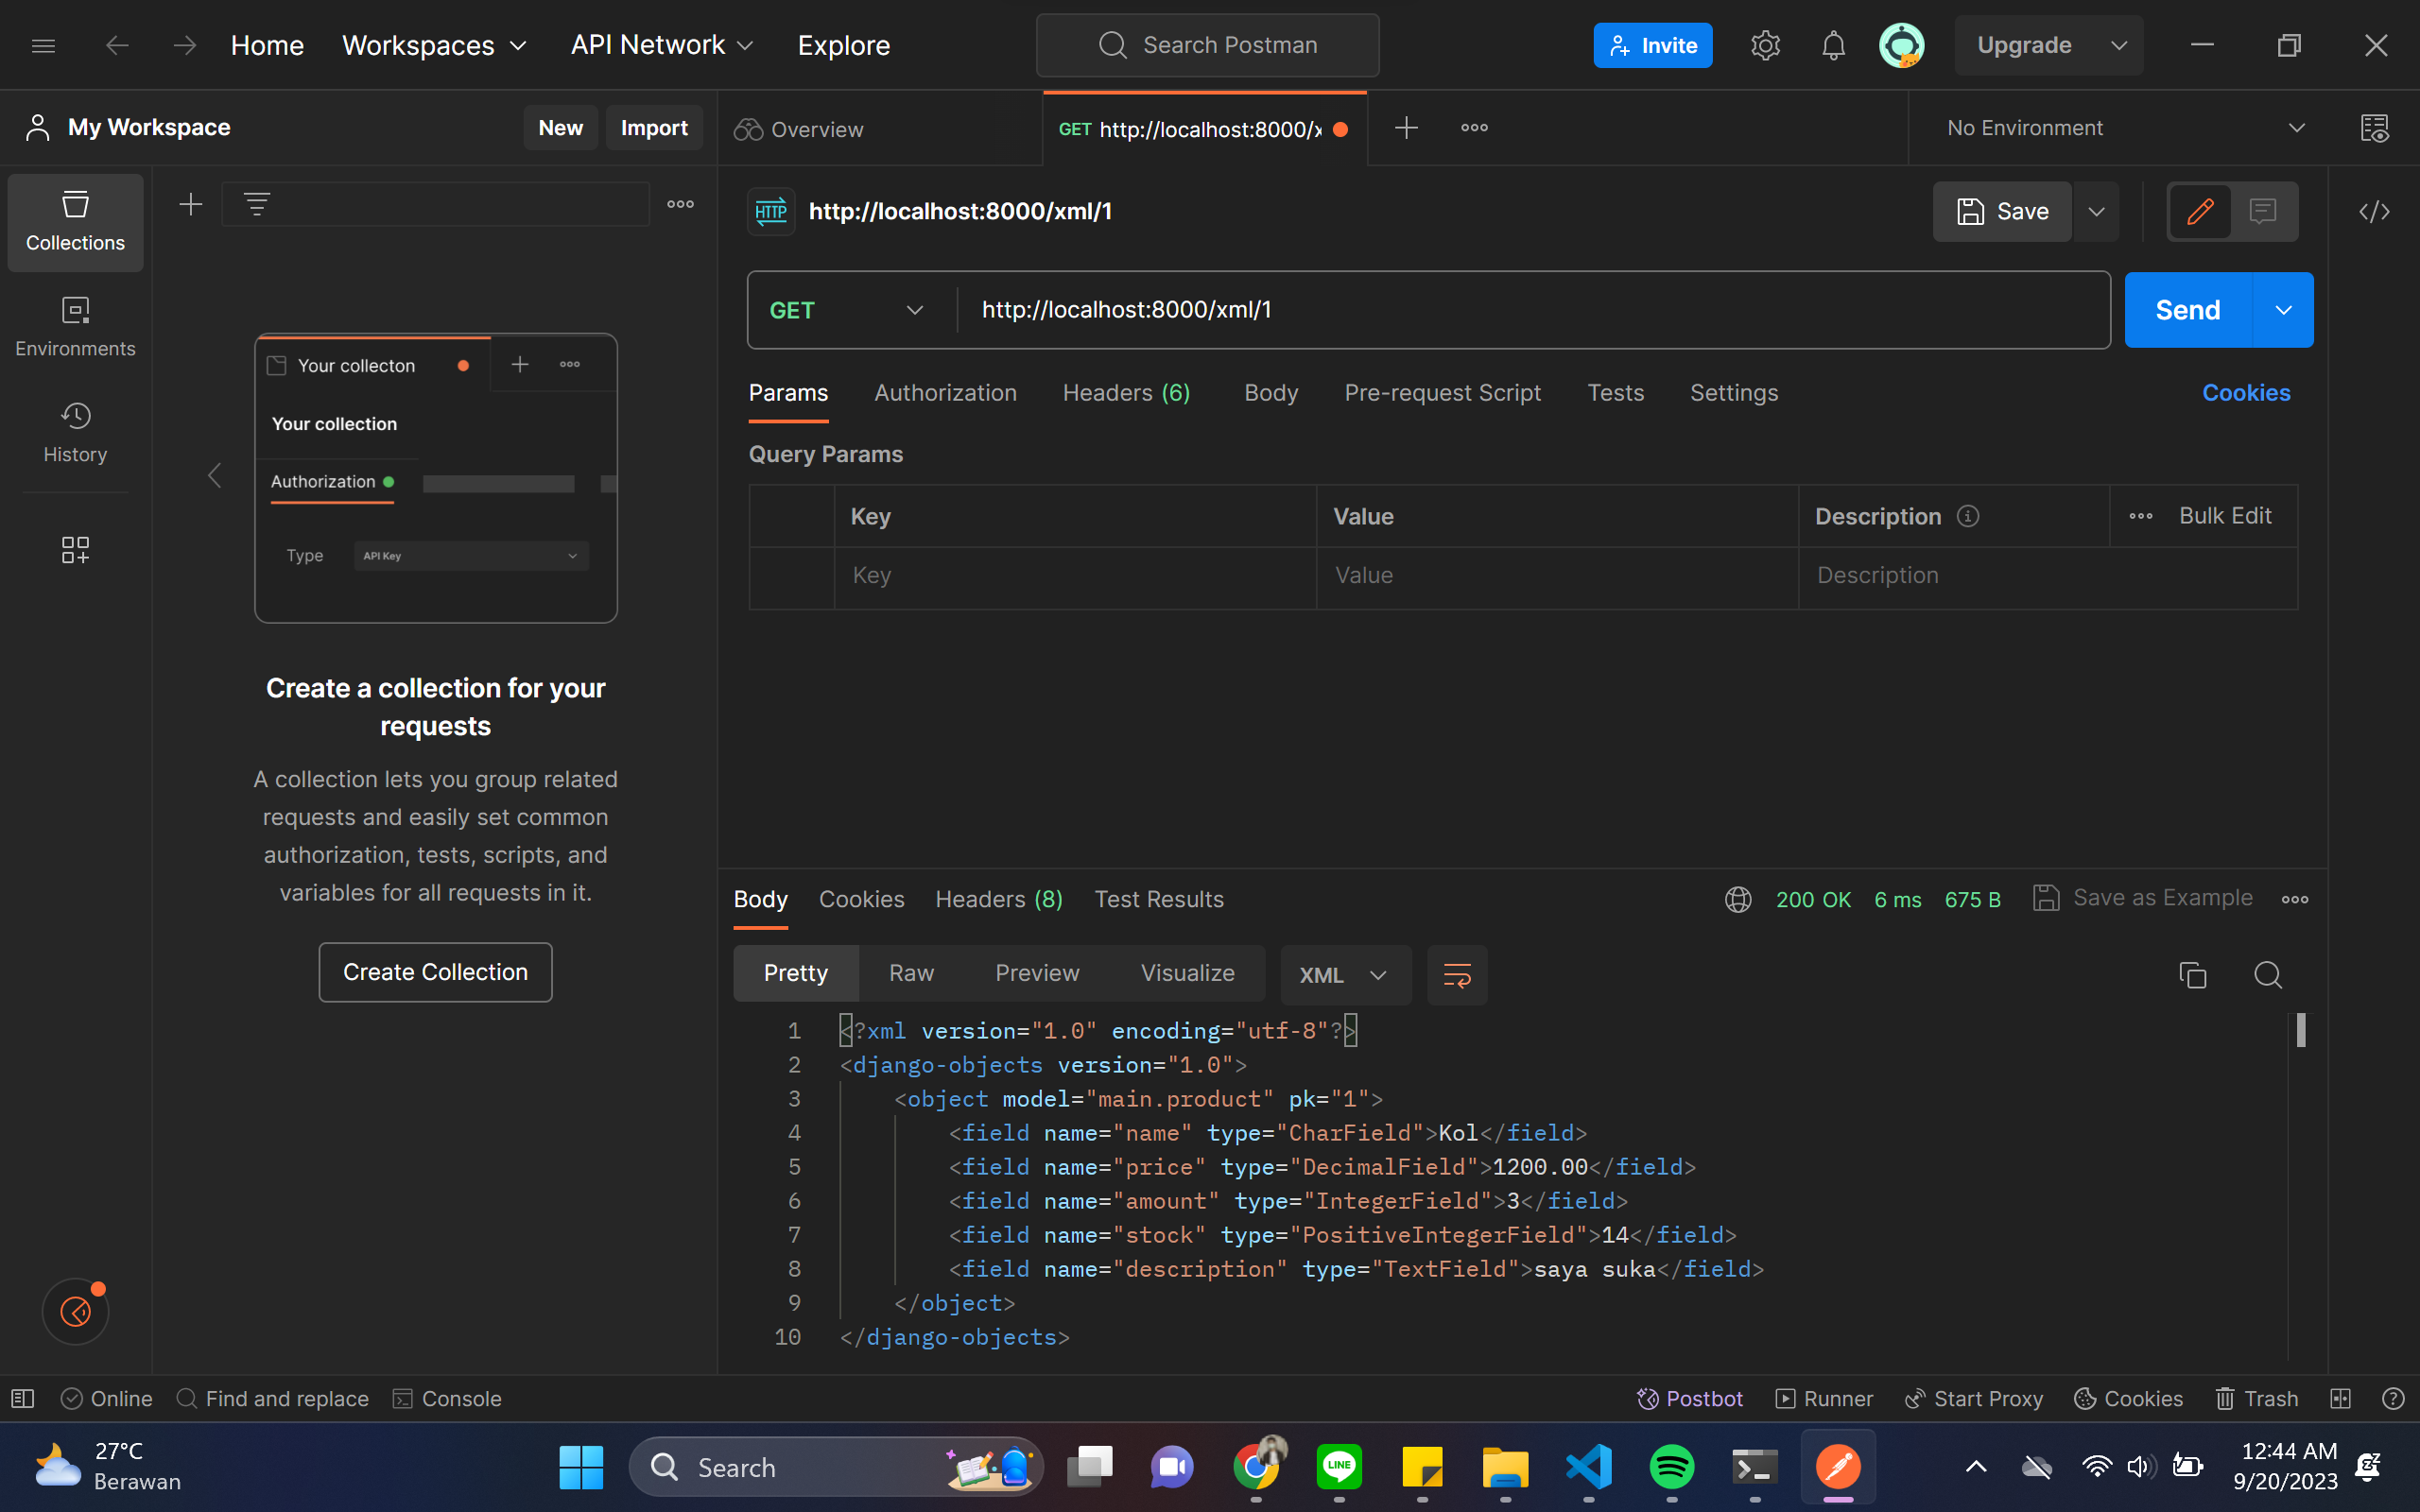 Home
Workspaces
API Network
Explore
Search Postman
Invite
Upgrade
My Workspace
New
Import
Overview
GET http://localhost:8000/x
No Environment
Collections
Environments
History
Your collecton
Your collection
Authorization
Type
API Key
Create a collection for your
requests
A collection lets you group related
requests and easily set common
authorization, tests, scripts, and
variables for all requests in it.
Create Collection
HTTP
http://localhost:8000/xml/1
Save
GET
http://localhost:8000/xml/1
Send
Params
Authorization
Headers (6)
Body
Pre-request Script
Tests
Settings
Cookies
Query Params
Key
Value
Description
Bulk Edit
Key
Value
Description
Body
Cookies
Headers (8)
Test Results
200 OK
6 ms
675 B
Save as Example
Pretty
Raw
Preview
Visualize
XML
1 <?xml version="1.0" encoding="utf-8"?>
2 <django-objects version="1.0">
3 <object model="main.product" pk="1">
4 <field name="name" type="CharField">Kol</field>
5 <field name="price" type="DecimalField">1200.00</field>
6 <field name="amount" type="IntegerField">3</field>
7 <field name="stock" type="PositiveIntegerField">14</field>
8 <field name="description" type="TextField">saya suka</field>
9 </object>
10 </django-objects>
Online
Find and replace
Console
Postbot
Runner
Start Proxy
Cookies
Trash
27°C
Berawan
Search
LINE
12:44 AM
9/20/2023